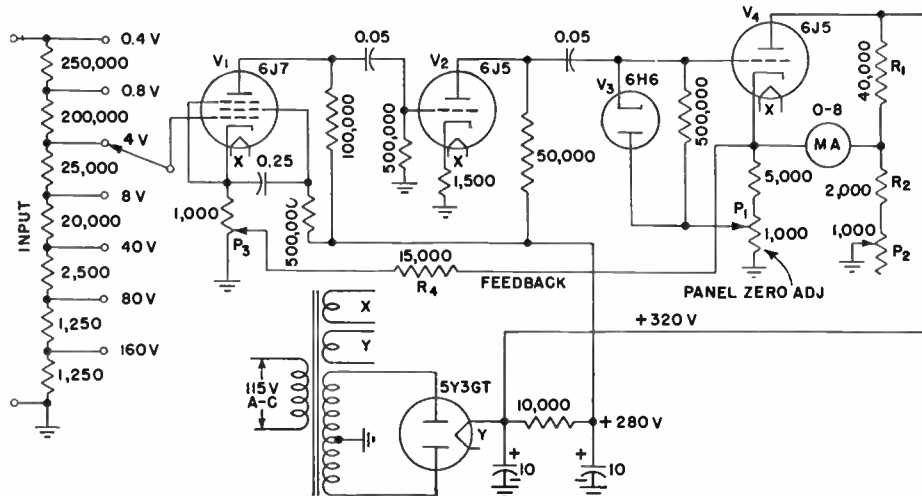 0.4 V
250,000
0.8 V
200,000
4 V
25,000
8 V
20,000
40 V
2,500
80 V
1,250
160 V
1,250
INPUT
V1
6J7
X
0.25
1,000
P3
500,000
100,000
0.05
500,000
V2
6J5
X
1,500
50,000
0.05
V3
6H6
500,000
V4
6J5
X
0-8
MA
40,000
R1
R2
2,000
1,000
P2
5,000
P1
1,000
PANEL ZERO ADJ
15,000
R4
FEEDBACK
115V
A-C
X
Y
5Y3GT
Y
+320 V
10,000
+280V
+
10
-
+
10
-